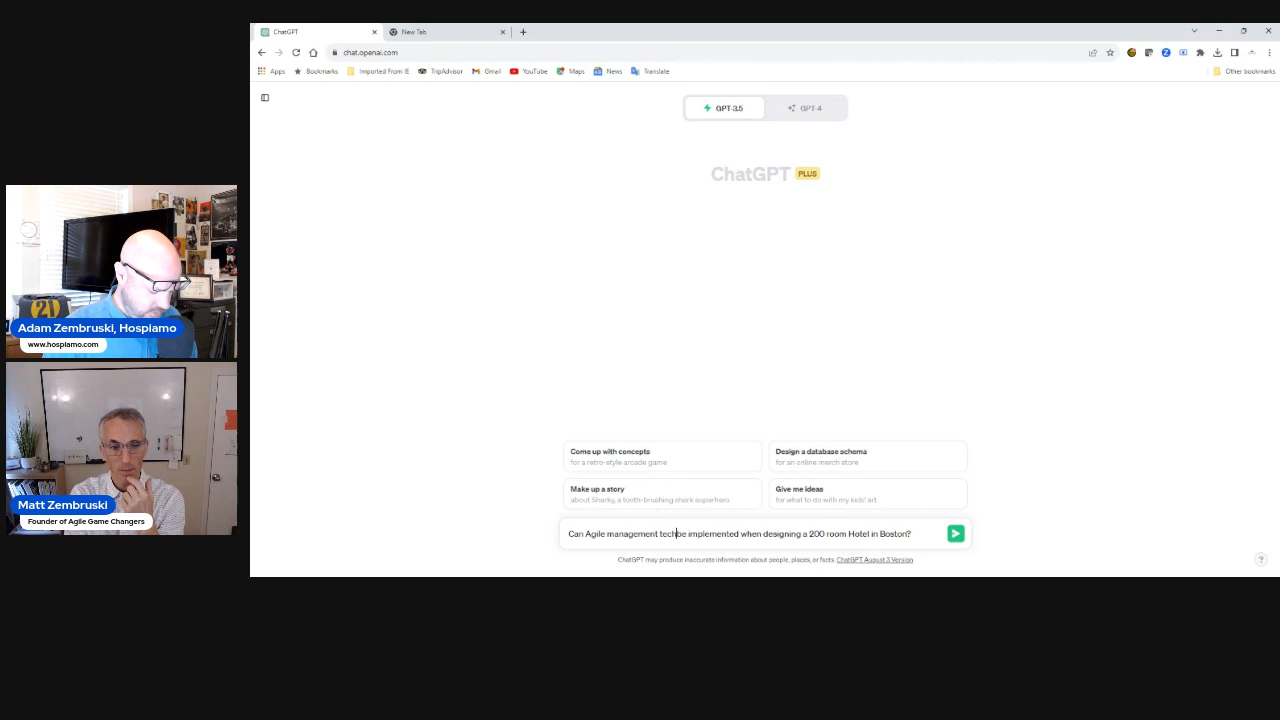 ChatGPT
New Tab
chat.openai.com
Apps
Bookmarks
Imported From IE
TripAdvisor
Gmail
YouTube
Maps
News
Translate
Other bookmarks
GPT-3.5
GPT-4
ChatGPT PLUS
21
Adam Zembruski, Hospiamo
www.hospiamo.com
Matt Zembruski
Founder of Agile Game Changers
Come up with concepts
for a retro-style arcade game
Design a database schema
for an online merch store
Make up a story
about Sharky, a tooth-brushing shark superhero
Give me ideas
for what to do with my kids' art
Can Agile management techbe implemented when designing a 200 room Hotel in Boston?
ChatGPT may produce inaccurate information about people, places, or facts. ChatGPT August 3 Version
?